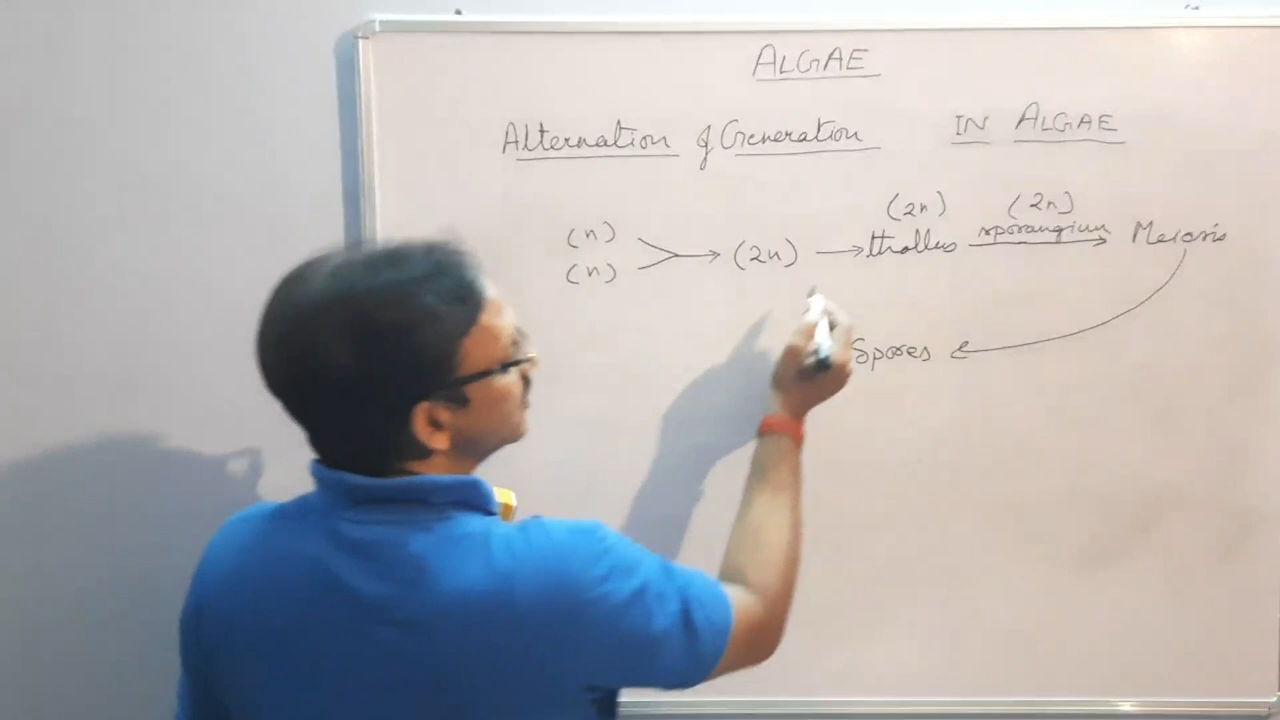 ALGAE
Alternation of Generation IN ALGAE
(2n) (2n)
(n)
(n) → (2n) → thallus sporangium → Meiosis
Spores